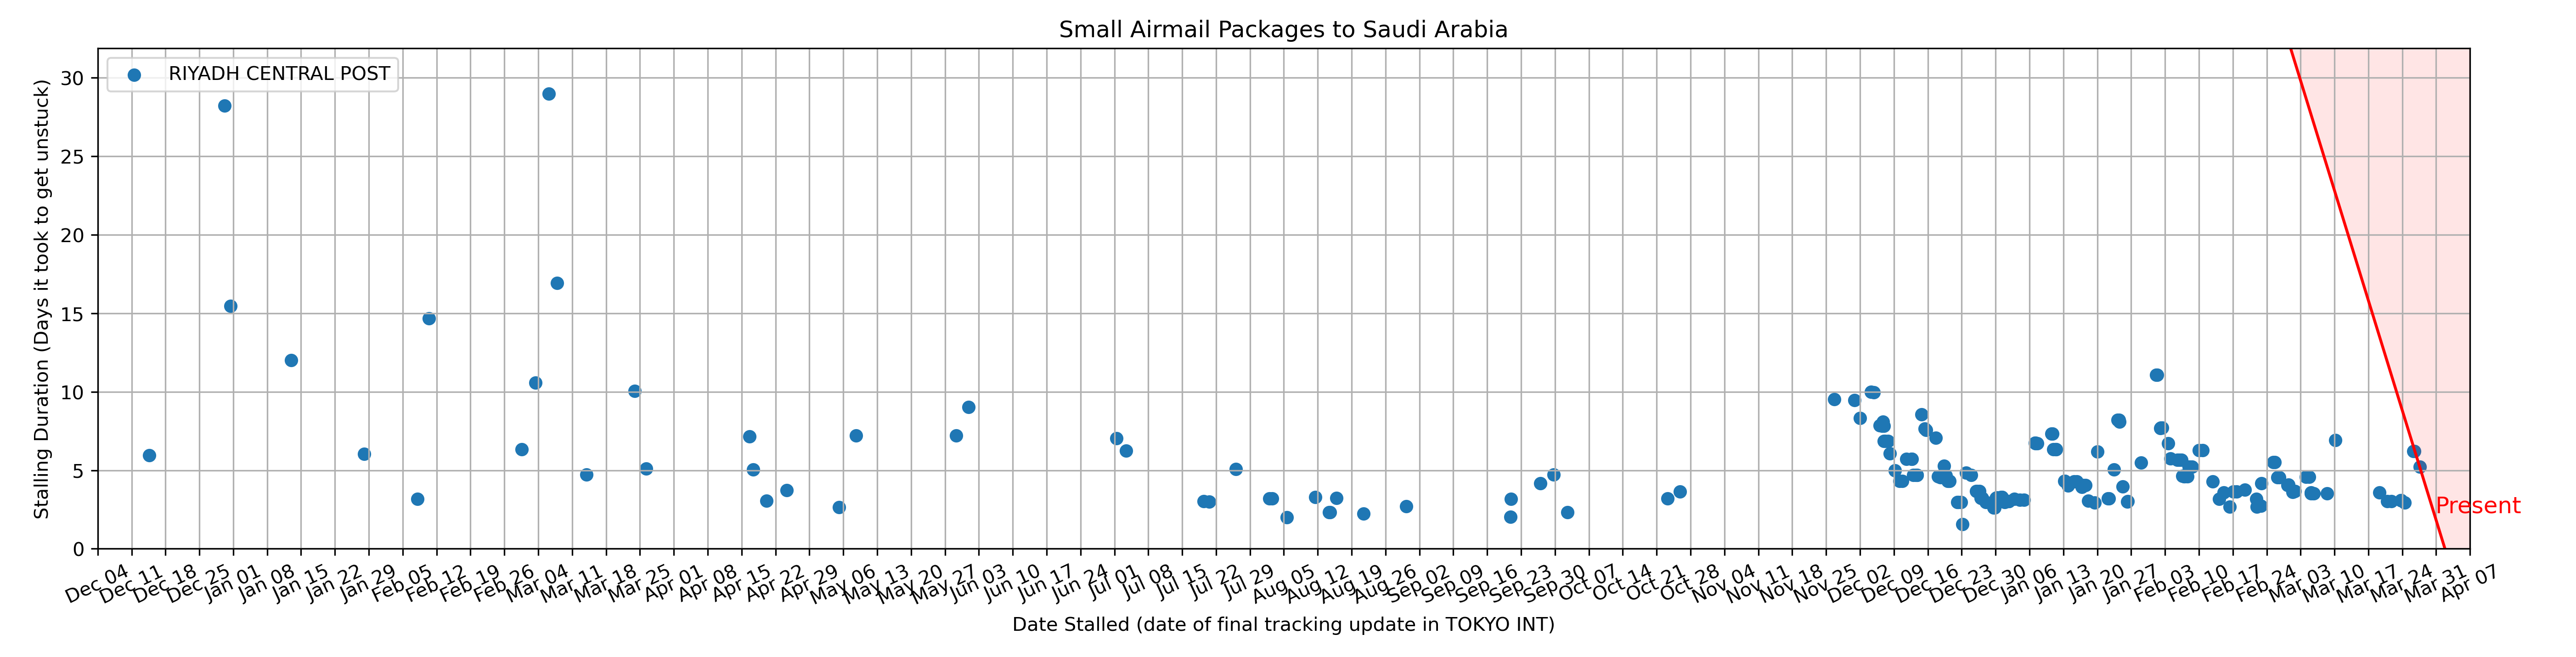 Small Airmail Packages to Saudi Arabia
RIYADH CENTRAL POST
Stalling Duration (Days it took to get unstuck)
30
25
20
15
10
5
0
Present
Dec 04
Dec 11
Dec 18
Dec 25
Jan 01
Jan 08
Jan 15
Jan 22
Jan 29
Feb 05
Feb 12
Feb 19
Feb 26
Mar 04
Mar 11
Mar 18
Mar 25
Apr 01
Apr 08
Apr 15
Apr 22
Apr 29
May 06
May 13
May 20
May 27
Jun 03
Jun 10
Jun 17
Jun 24
Jul 01
Jul 08
Jul 15
Jul 22
Jul 29
Aug 05
Aug 12
Aug 19
Aug 26
Sep 02
Sep 09
Sep 16
Sep 23
Sep 30
Oct 07
Oct 14
Oct 21
Oct 28
Nov 04
Nov 11
Nov 18
Nov 25
Dec 02
Dec 09
Dec 16
Dec 23
Dec 30
Jan 06
Jan 13
Jan 20
Jan 27
Feb 03
Feb 10
Feb 17
Feb 24
Mar 03
Mar 10
Mar 17
Mar 24
Mar 31
Apr 07
Date Stalled (date of final tracking update in TOKYO INT)